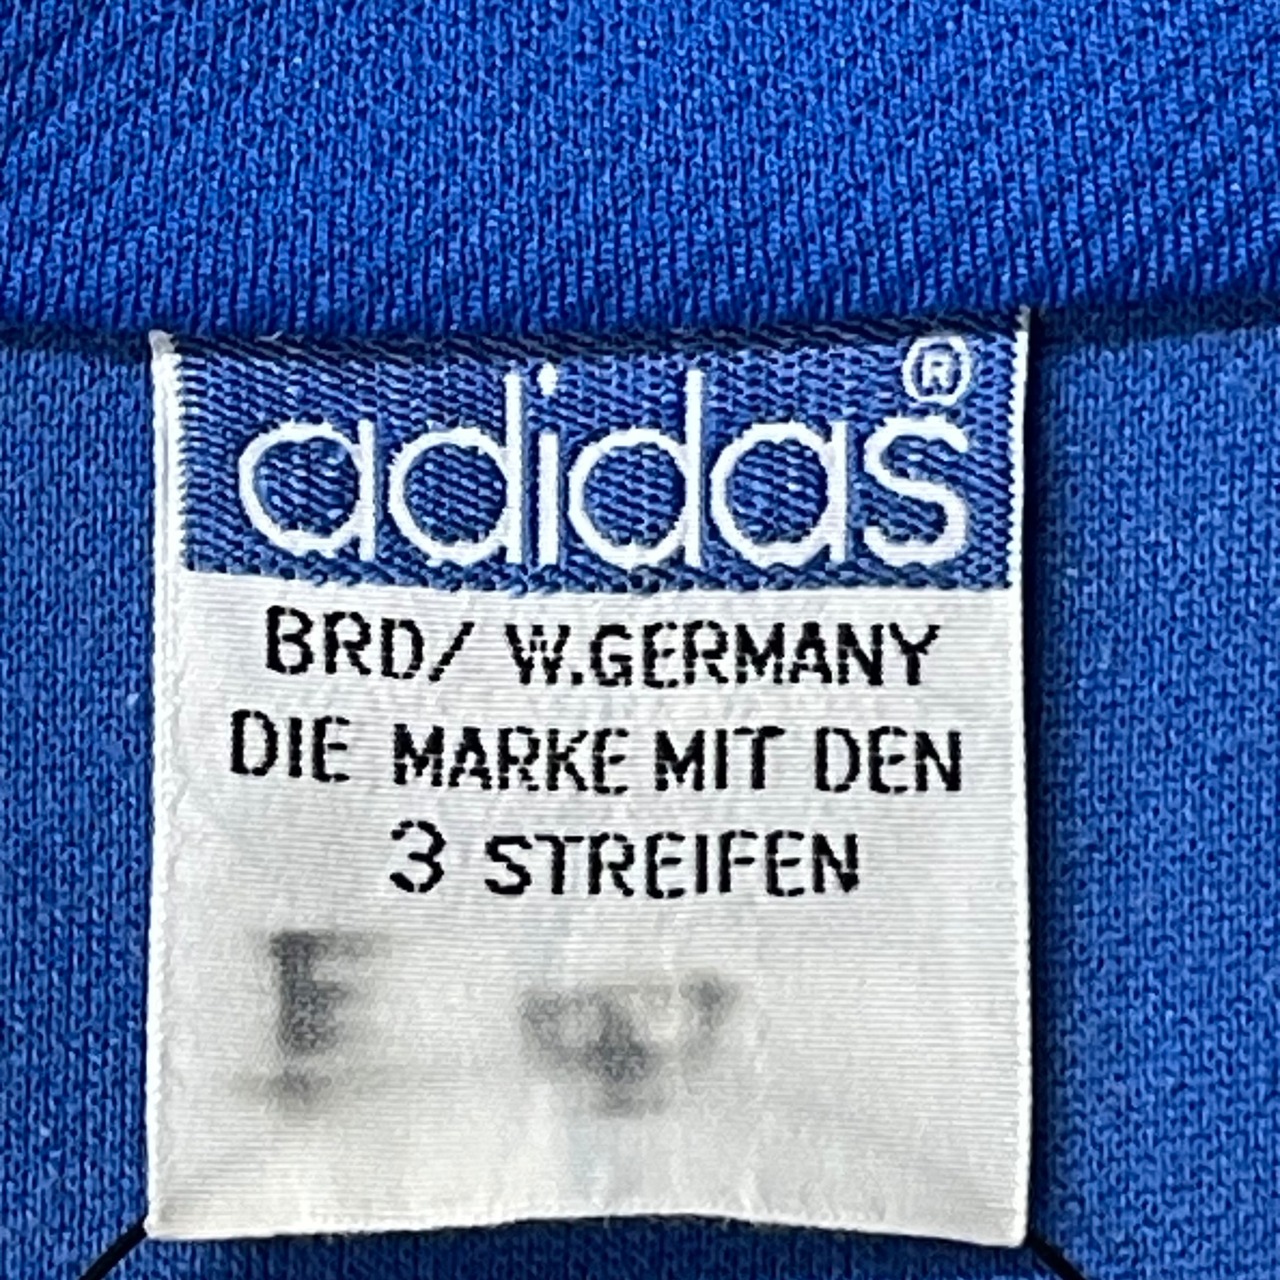 adidas®
BRD/ W.GERMANY
DIE MARKE MIT DEN
3 STREIFEN